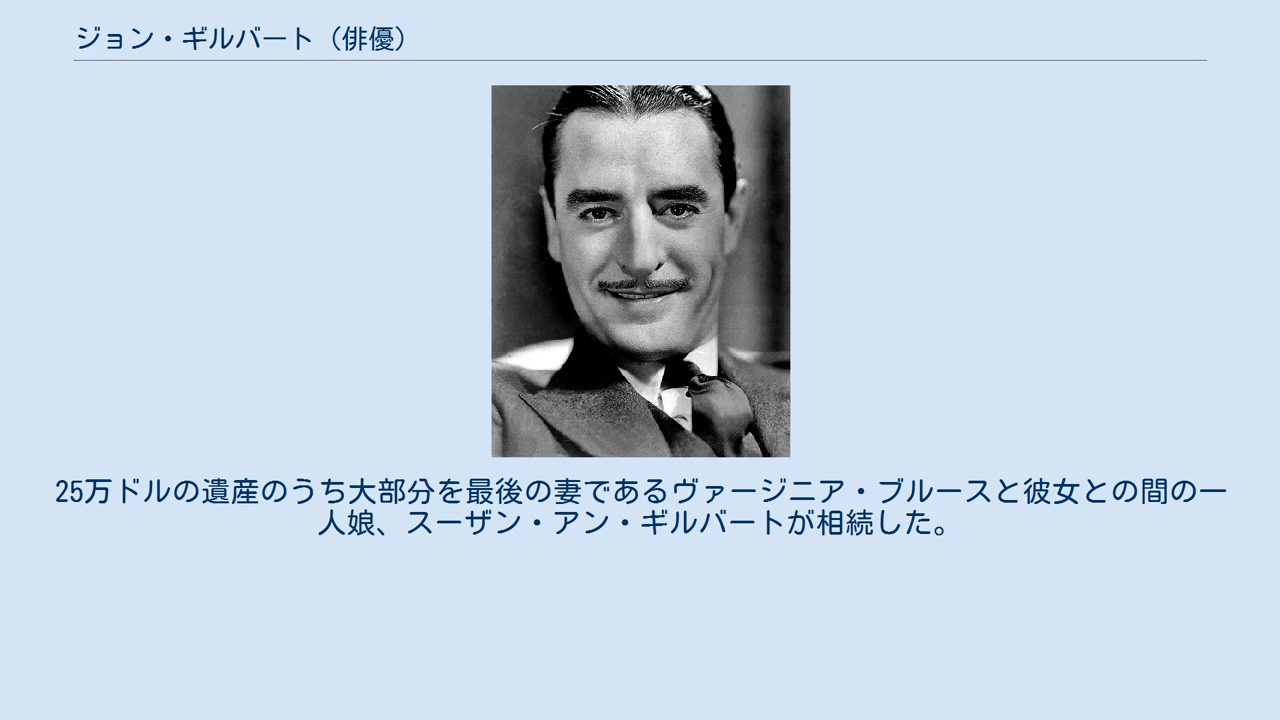 ジョン・ギルバート（俳優）
25万ドルの遺産のうち大部分を最後の妻であるヴァージニア・ブルースと彼女との間の一
人娘、スーザン・アン・ギルバートが相続した。